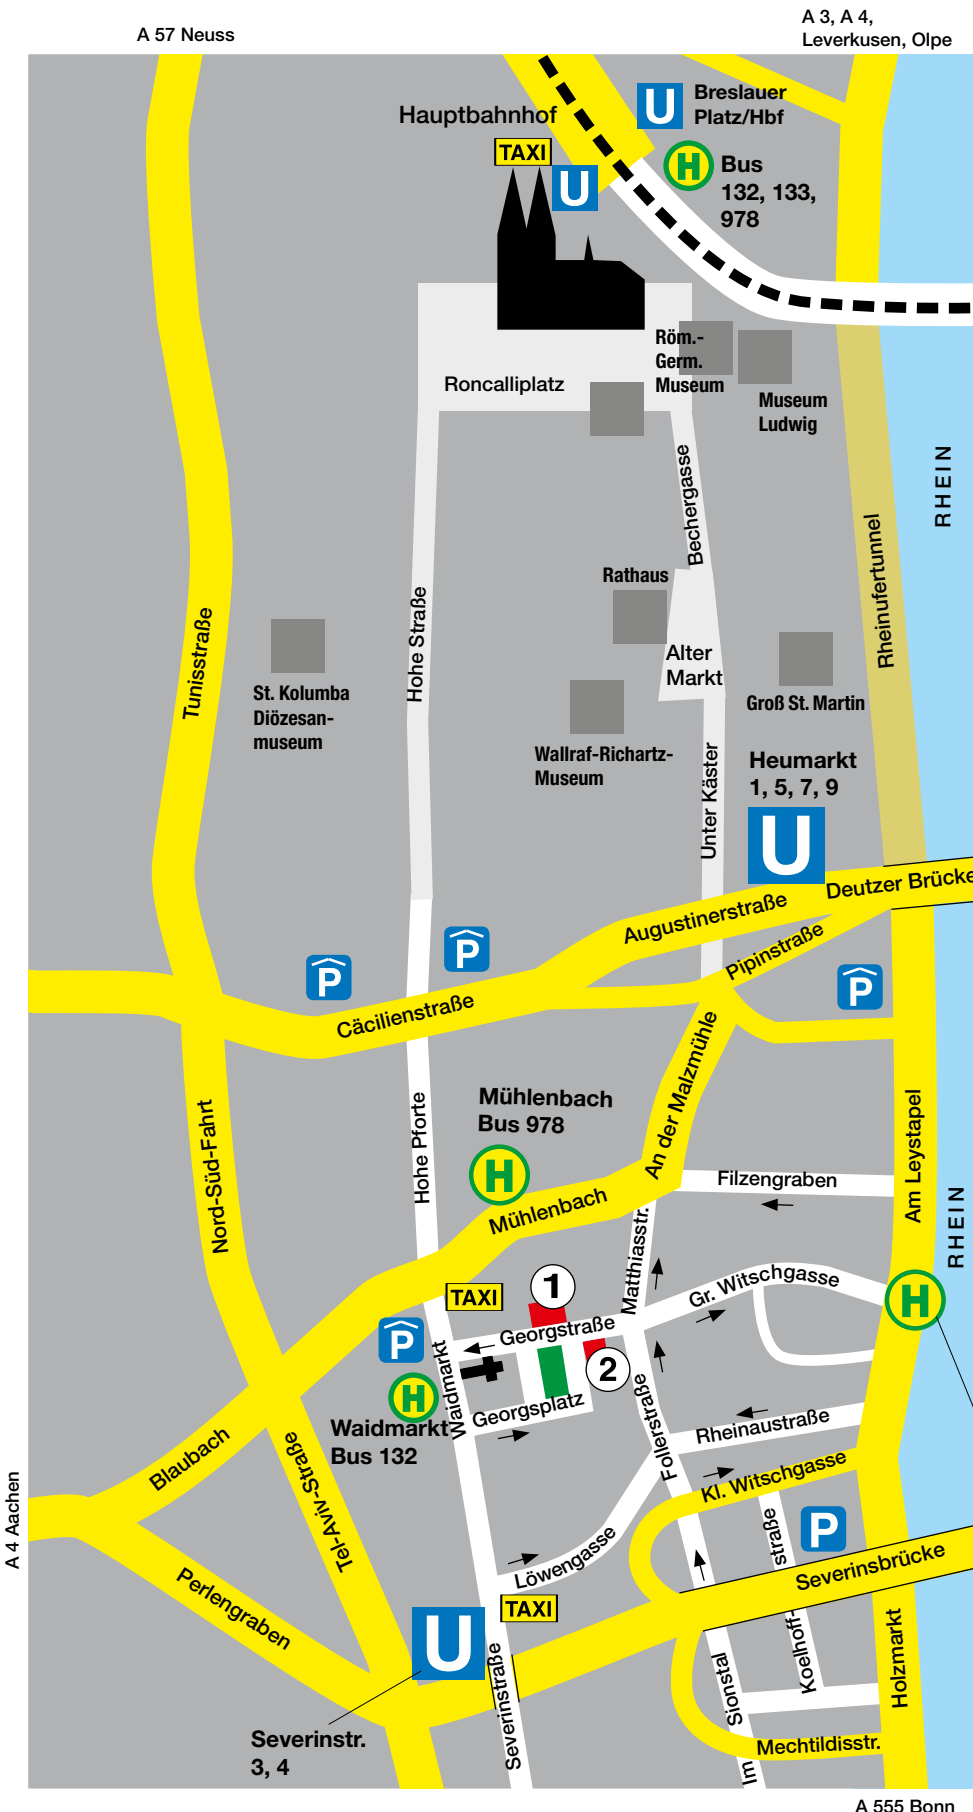 A 57 Neuss
A 3, A 4,
Leverkusen, Olpe
Hauptbahnhof
TAXI
U
U
Breslauer
Platz/Hbf
H
Bus
132, 133,
978
Röm.-
Germ.
Museum
Roncalliplatz
Museum
Ludwig
RHEIN
Bechergasse
Rheinufertunnel
Rathaus
Hohe Straße
Tunisstraße
Alter
Markt
St. Kolumba
Diözesan-
museum
Groß St. Martin
Wallraf-Richartz-
Museum
Unter Käster
Heumarkt
1, 5, 7, 9
U
Deutzer Brücke
Augustinerstraße
Pipinstraße
P
P
P
Cäcilienstraße
An der Malzmühle
Nord-Süd-Fahrt
Hohe Pforte
Mühlenbach
Bus 978
H
Am Leystapel
Filzengraben
Mühlenbach
RHEIN
Matthiasstr.
Gr. Witschgasse
H
TAXI
1
Georgstraße
P
2
Waidmarkt
H
Georgsplatz
Waidmarkt
Bus 132
Follerstraße
Rheinaustraße
Blaubach
Tel-Aviv-Straße
Kl. Witschgasse
A 4 Aachen
P
Löwengasse
Koelhoff-
straße
Severinsbrücke
Perlengraben
TAXI
U
Severinstraße
Holzmarkt
Im Sionstal
Severinstr.
3, 4
Mechtildisstr.
A 555 Bonn